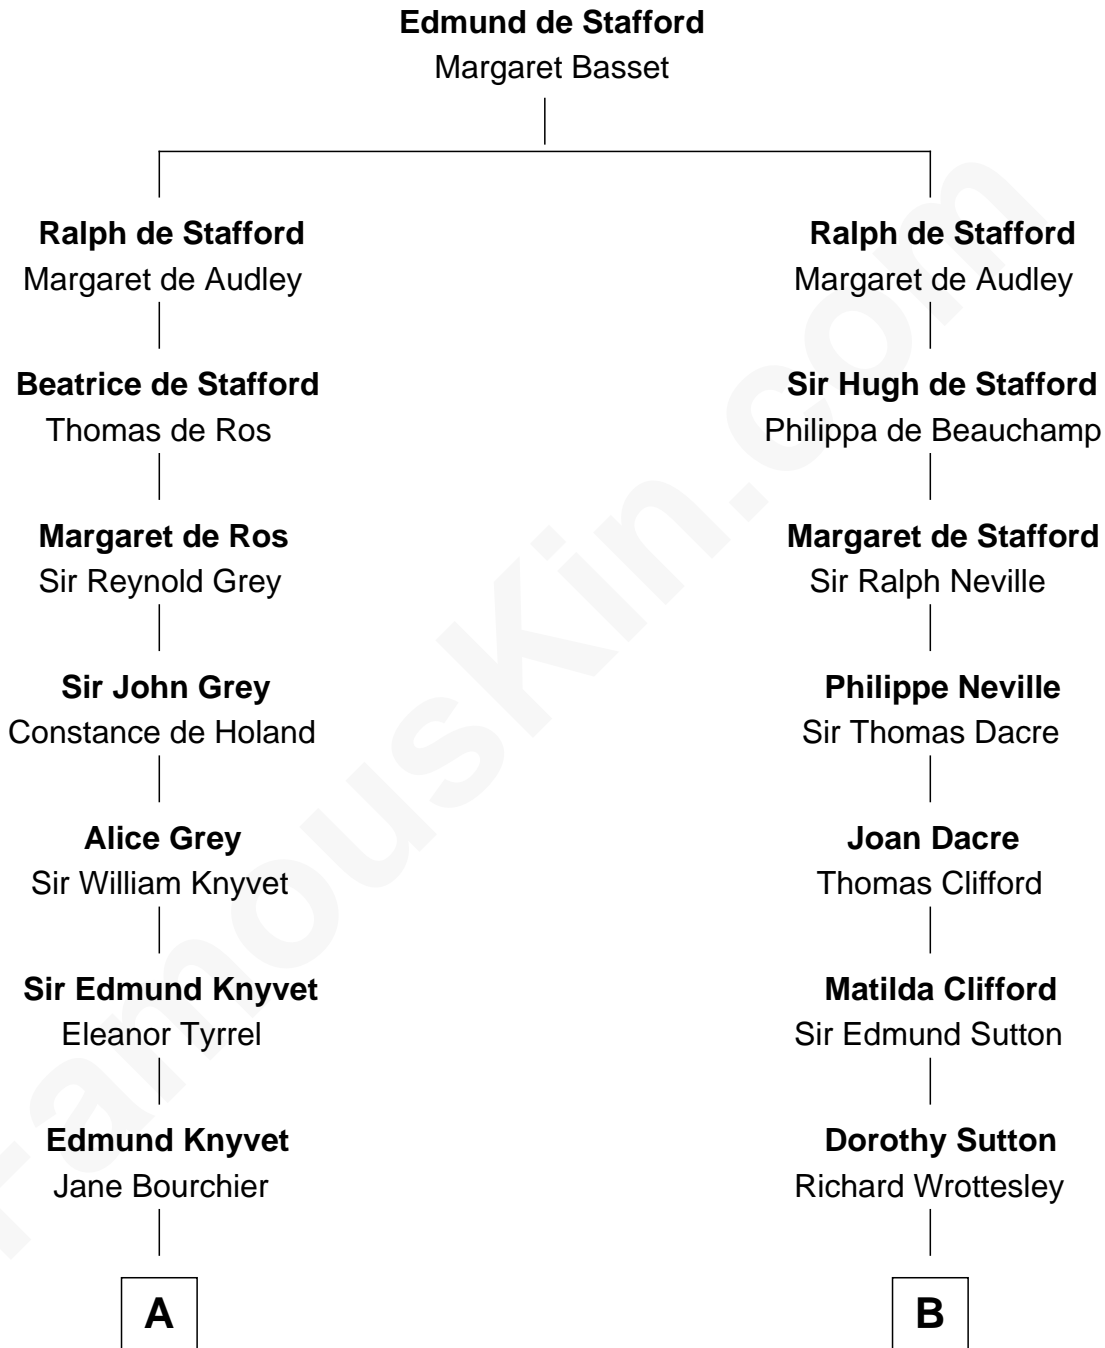 Edmund de Stafford
Margaret Basset
Ralph de Stafford
Margaret de Audley
Beatrice de Stafford
Thomas de Ros
Margaret de Ros
Sir Reynold Grey
Sir John Grey
Constance de Holand
Alice Grey
Sir William Knyvet
Sir Edmund Knyvet
Eleanor Tyrrel
Edmund Knyvet
Jane Bourchier
A
Ralph de Stafford
Margaret de Audley
Sir Hugh de Stafford
Philippa de Beauchamp
Margaret de Stafford
Sir Ralph Neville
Philippe Neville
Sir Thomas Dacre
Joan Dacre
Thomas Clifford
Matilda Clifford
Sir Edmund Sutton
Dorothy Sutton
Richard Wrottesley
B
FamousKin.com